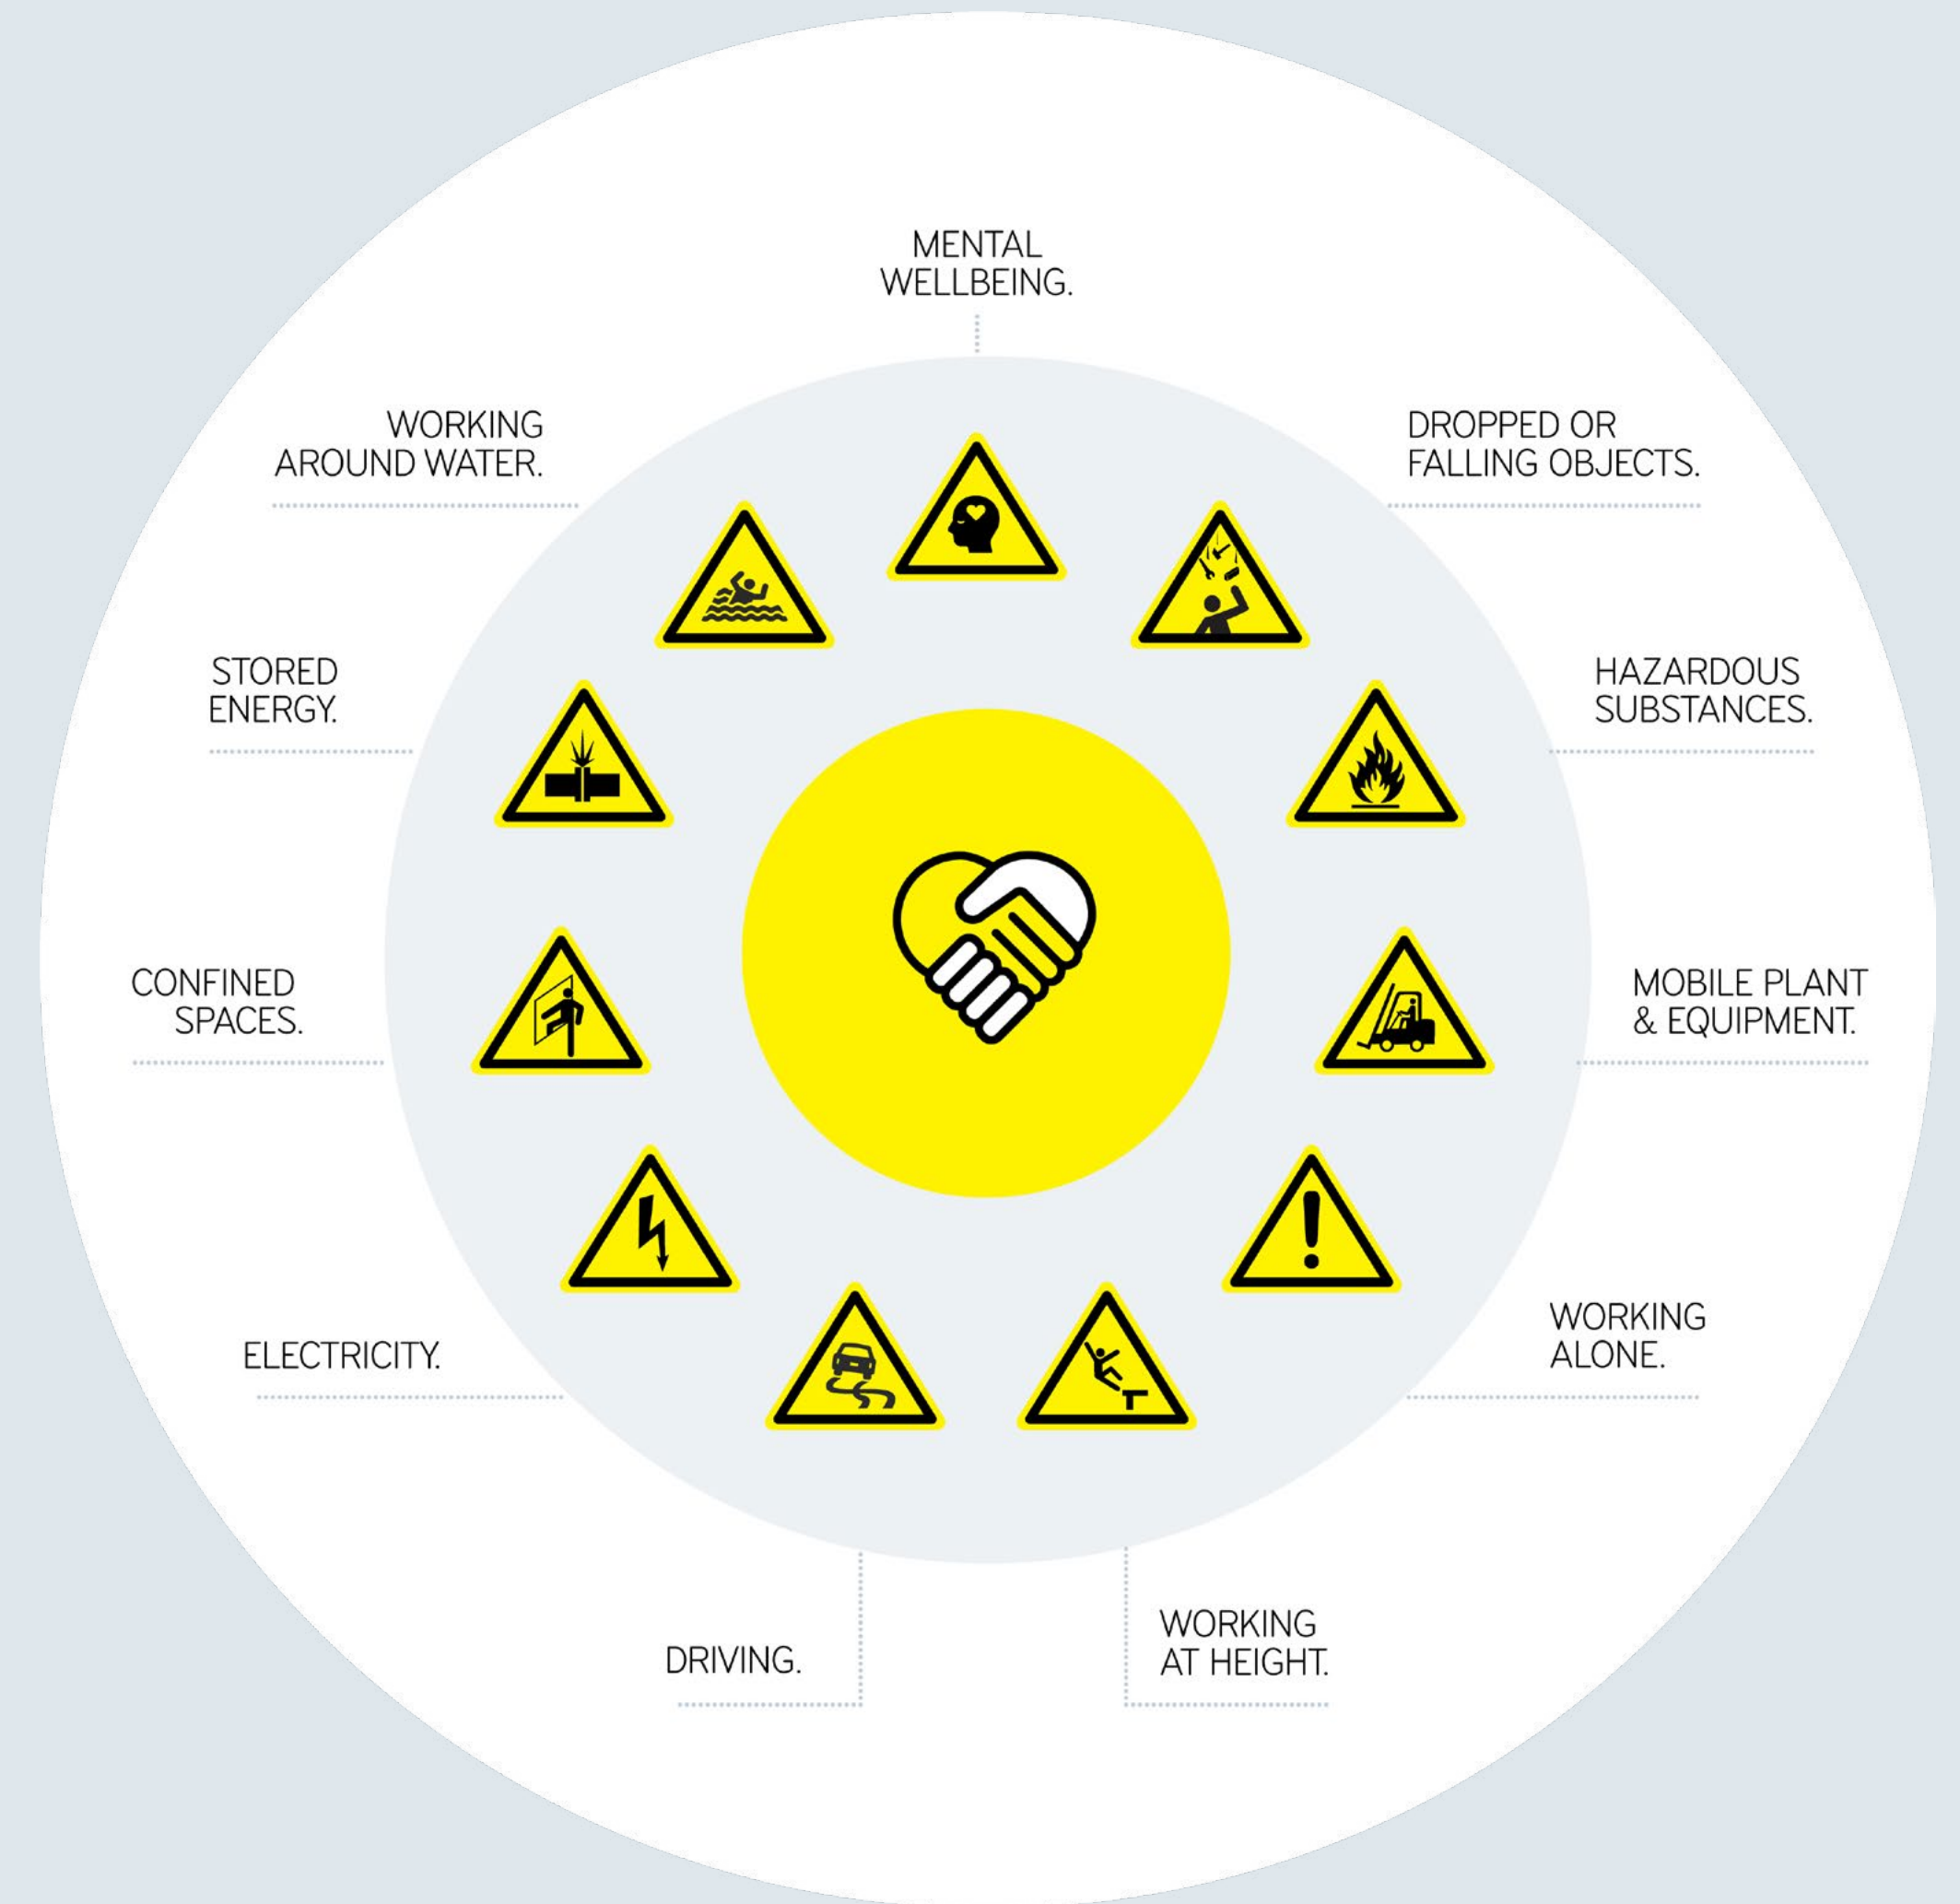 MENTAL
WELLBEING.
DROPPED OR
FALLING OBJECTS.
HAZARDOUS
SUBSTANCES.
MOBILE PLANT
& EQUIPMENT.
WORKING
ALONE.
WORKING
AT HEIGHT.
DRIVING.
ELECTRICITY.
CONFINED
SPACES.
STORED
ENERGY.
WORKING
AROUND WATER.